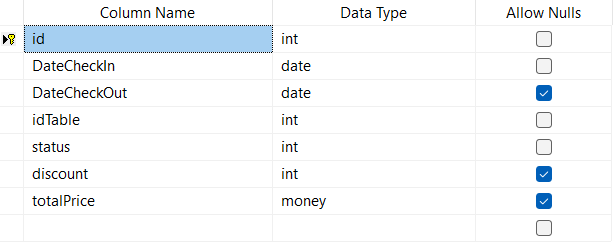 Column Name Data Type Allow Nulls
id int
DateCheckIn date
DateCheckOut date
idTable int
status int
discount int
totalPrice money